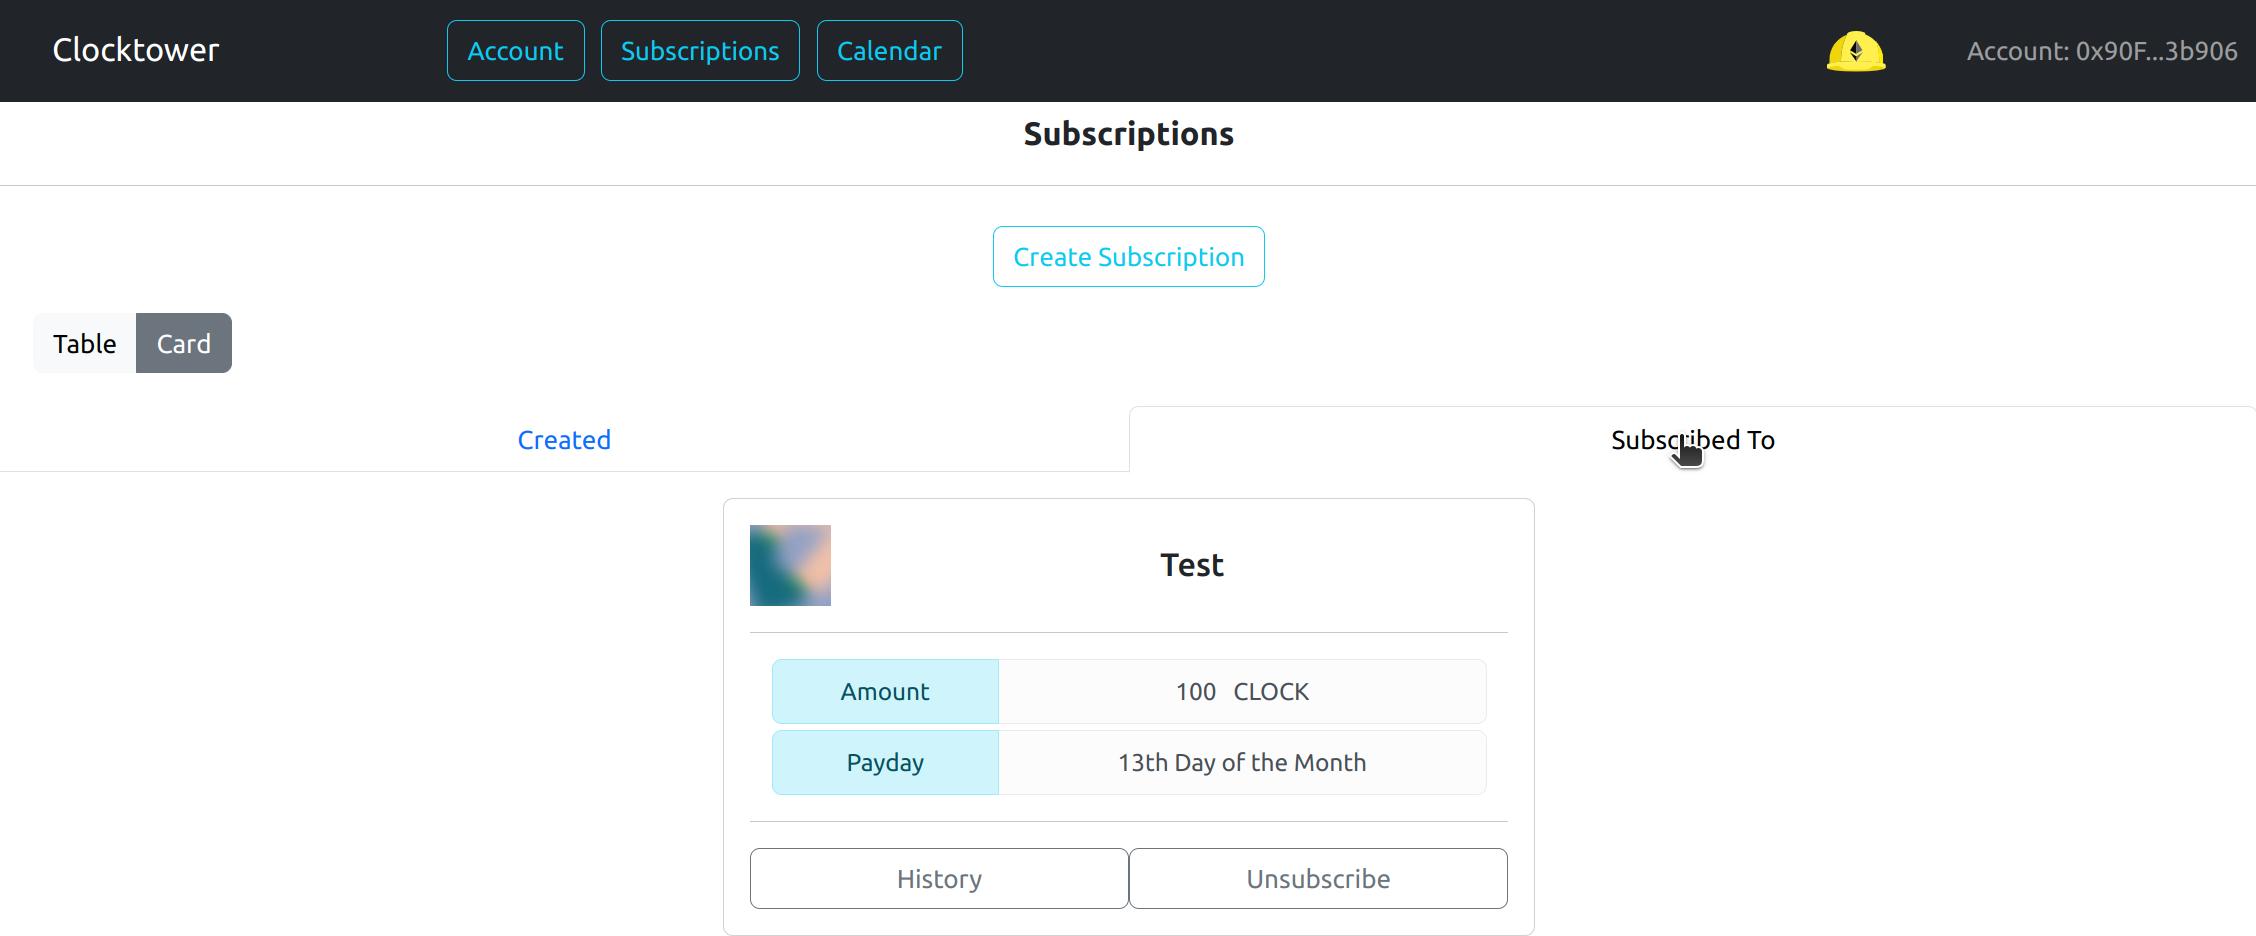 Clocktower Account Subscriptions Calendar Account: 0x90F...3b906
Subscriptions
Create Subscription
Table Card
Created Subscribed To
Test
Amount 100 CLOCK
Payday 13th Day of the Month
History Unsubscribe